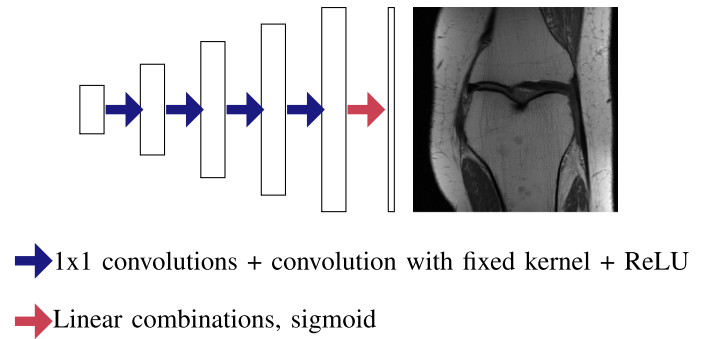 1x1 convolutions + convolution with fixed kernel + ReLU
Linear combinations, sigmoid